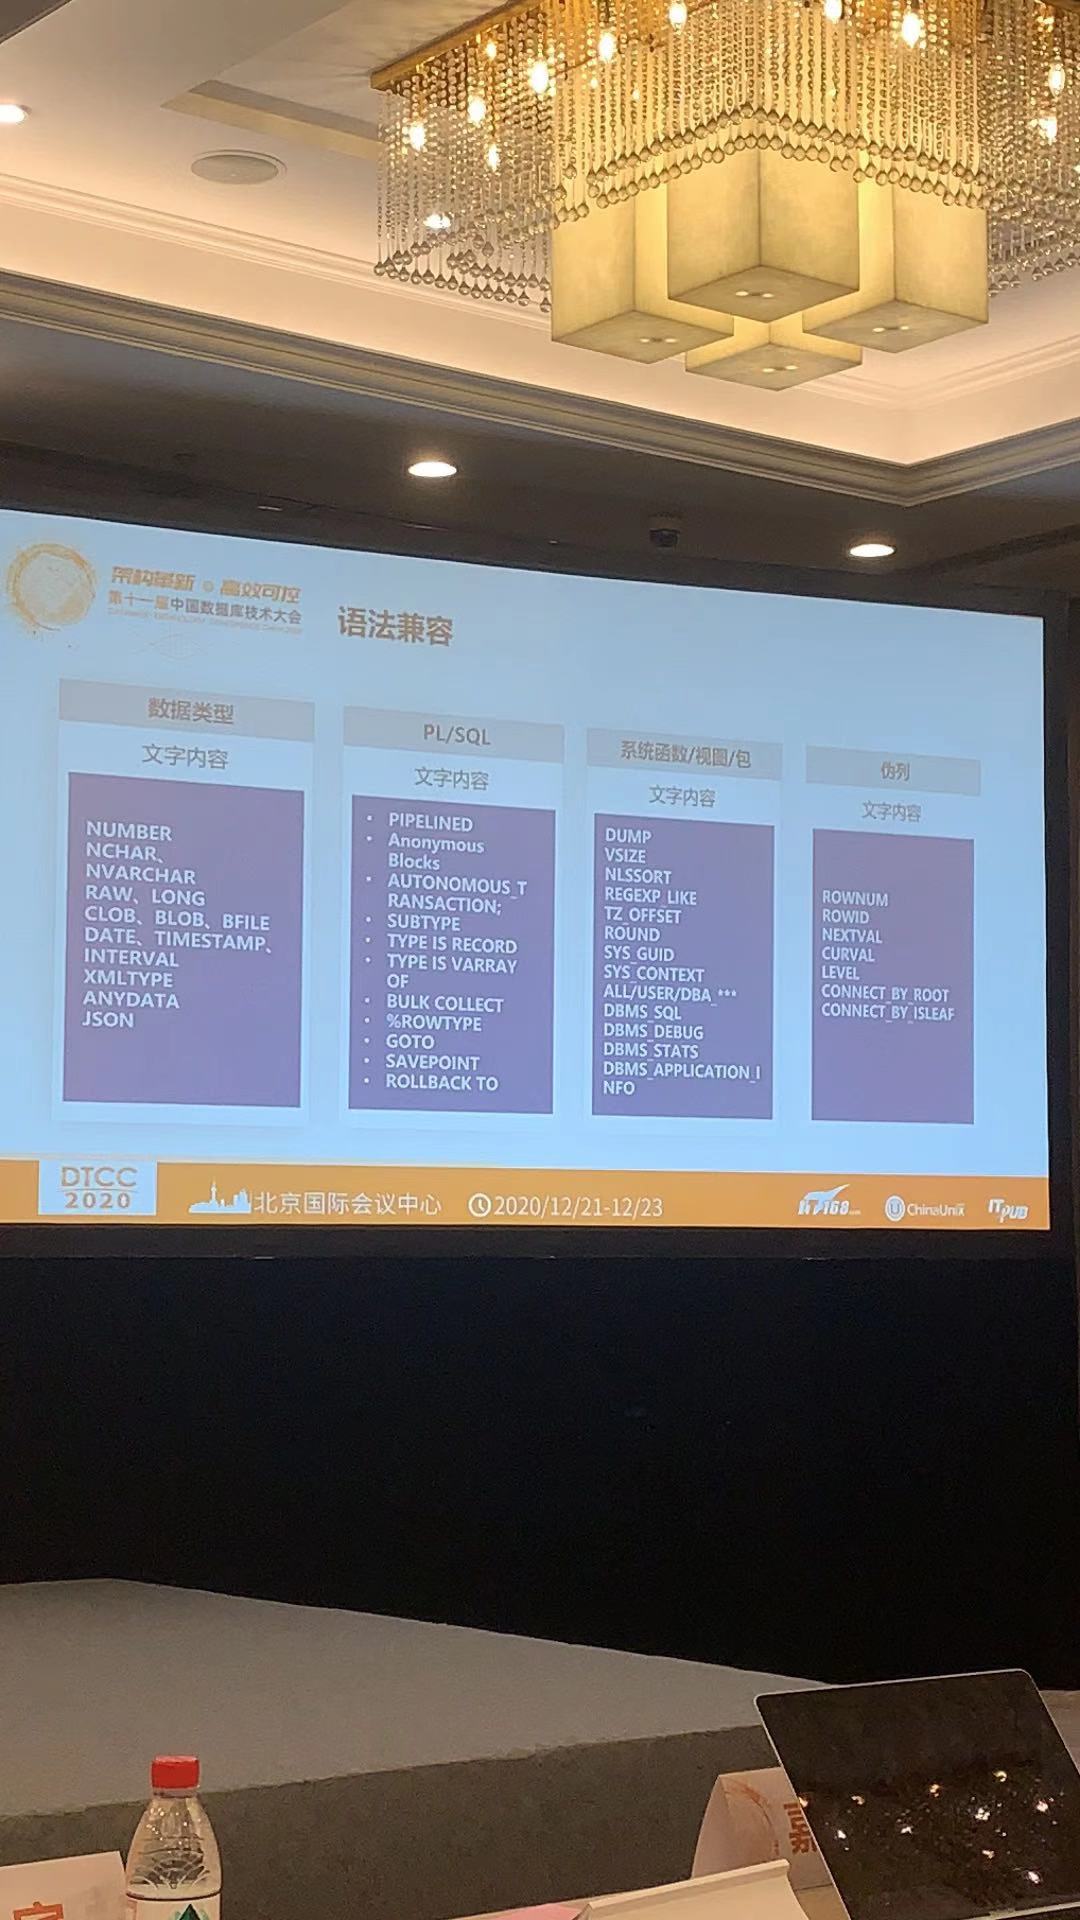 架构革新 高效可控
第十一届中国数据库技术大会
语法兼容
数据类型
文字内容
NUMBER
NCHAR、
NVARCHAR
RAW、LONG
CLOB、BLOB、BFILE
DATE、TIMESTAMP、
INTERVAL
XMLTYPE
ANYDATA
JSON
PL/SQL
文字内容
• PIPELINED
• Anonymous
Blocks
• AUTONOMOUS_T
RANSACTION;
• SUBTYPE
• TYPE IS RECORD
• TYPE IS VARRAY
OF
• BULK COLLECT
• %ROWTYPE
• GOTO
• SAVEPOINT
• ROLLBACK TO
系统函数/视图/包
文字内容
DUMP
VSIZE
NLSSORT
REGEXP_LIKE
TZ_OFFSET
ROUND
SYS_GUID
SYS_CONTEXT
ALL/USER/DBA_***
DBMS_SQL
DBMS_DEBUG
DBMS_STATS
DBMS_APPLICATION_I
NFO
伪列
文字内容
ROWNUM
ROWID
NEXTVAL
CURVAL
LEVEL
CONNECT_BY_ROOT
CONNECT_BY_ISLEAF
DTCC
2020
北京国际会议中心
2020/12/21-12/23
IT168.com
ChinaUnix
ITPUB